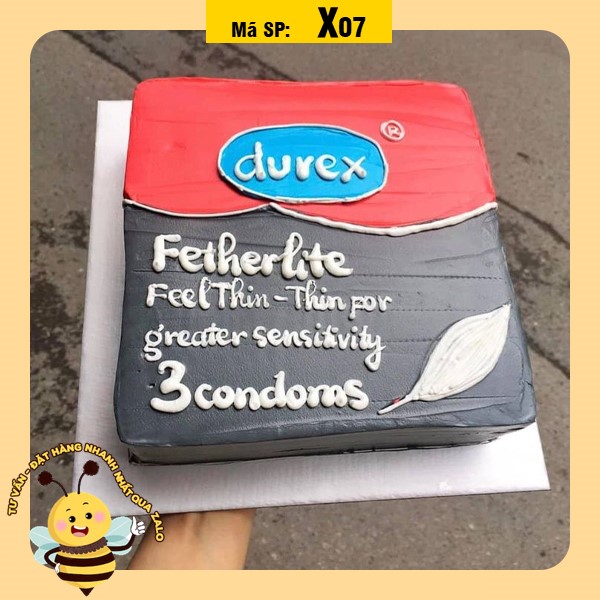 Mã SP: X07
durex ®
Fetherlite
Feel Thin - Thin for
greater sensitivity
3 condoms
TƯ VẤN - ĐẶT HÀNG NHANH NHẤT QUA ZALO